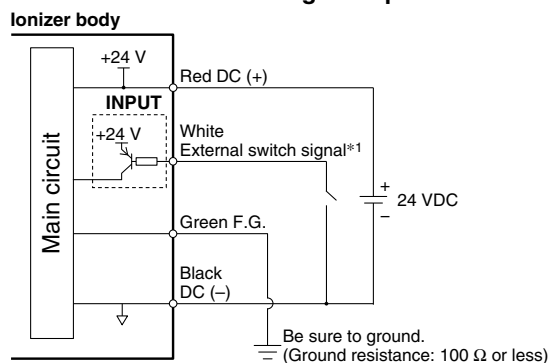 Ionizer body
+24 V
Red DC (+)
INPUT
+24 V
White
External switch signal*1
Main circuit
+
24 VDC
−
Green F.G.
Black
DC (−)
Be sure to ground.
(Ground resistance: 100 Ω or less)